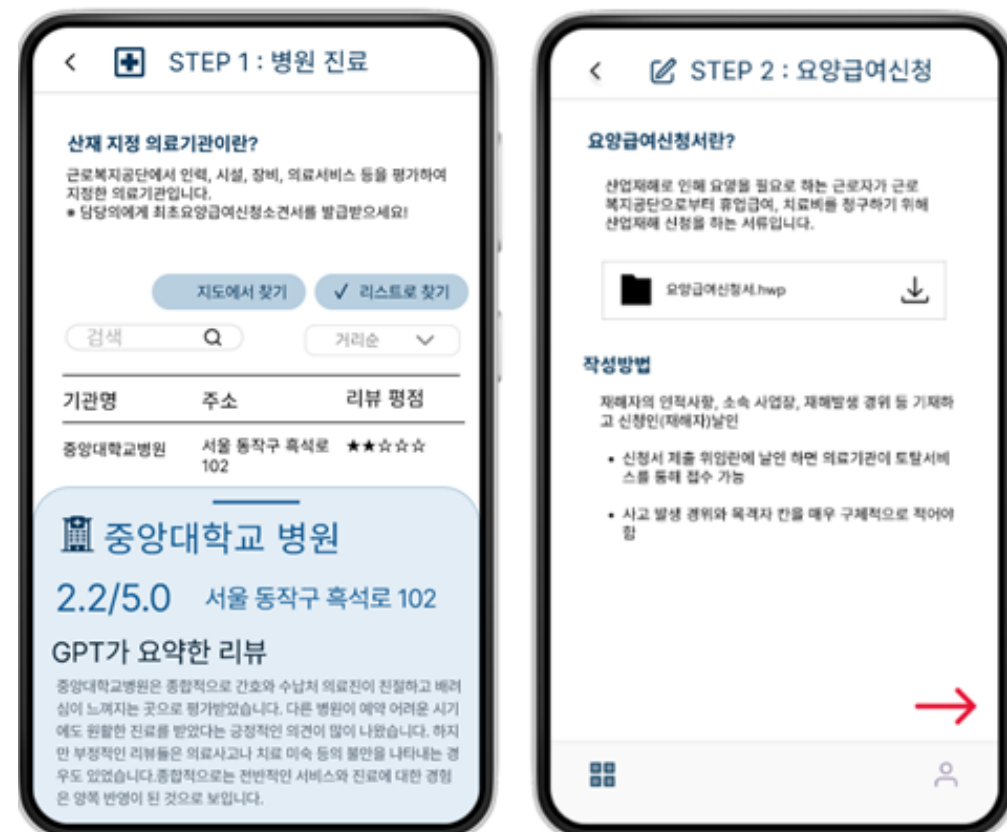 STEP 1 : 병원 진료
산재 지정 의료기관이란?
근로복지공단에서 인력, 시설, 장비, 의료서비스 등을 평가하여
지정한 의료기관입니다.
* 담당의에게 최초요양급여신청소견서를 발급받으세요!
지도에서 찾기
✓ 리스트로 찾기
검색
거리순
기관명 주소 리뷰 평점
중앙대학교병원 서울 동작구 흑석로 ★★☆☆☆
102
중앙대학교 병원
2.2/5.0 서울 동작구 흑석로 102
GPT가 요약한 리뷰
중앙대학교병원은 종합적으로 간호와 수납처 의료진이 친절하고 배려
심이 느껴지는 곳으로 평가받았습니다. 다른 병원이 예약 어려운 시기
에도 원활한 진료를 받았다는 긍정적인 의견이 많이 나왔습니다. 하지
만 부정적인 리뷰들은 의료사고나 치료 미숙 등의 불만을 나타내는 경
우도 있었습니다.종합적으로는 전반적인 서비스와 진료에 대한 경험
은 양쪽 반영이 된 것으로 보입니다.
STEP 2 : 요양급여신청
요양급여신청서란?
산업재해로 인해 요양을 필요로 하는 근로자가 근로
복지공단으로부터 휴업급여, 치료비를 청구하기 위해
산업재해 신청을 하는 서류입니다.
요양급여신청서.hwp
작성방법
재해자의 인적사항, 소속 사업장, 재해발생 경위 등 기재하
고 신청인(재해자)날인
• 신청서 제출 위임란에 날인 하면 의료기관이 토탈서비
스를 통해 접수 가능
• 사고 발생 경위와 목격자 칸을 매우 구체적으로 적어야
함